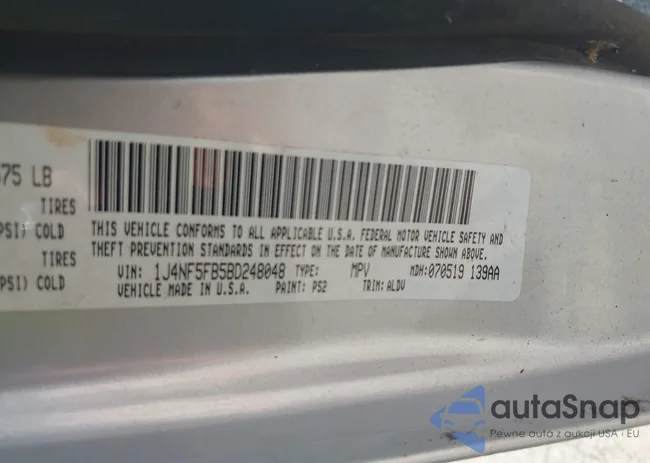 575 LB
TIRES
PSI) COLD
TIRES
PSI) COLD
THIS VEHICLE CONFORMS TO ALL APPLICABLE U.S.A. FEDERAL MOTOR VEHICLE SAFETY AND
THEFT PREVENTION STANDARDS IN EFFECT ON THE DATE OF MANUFACTURE SHOWN ABOVE.
VIN: 1J4NF5FB5BD248048 TYPE: MPV MDH: 070519 139AA
VEHICLE MADE IN U.S.A. PAINT: PS2 TRIM: ALDV
autaSnap
Pewne auta z aukcji USA i EU